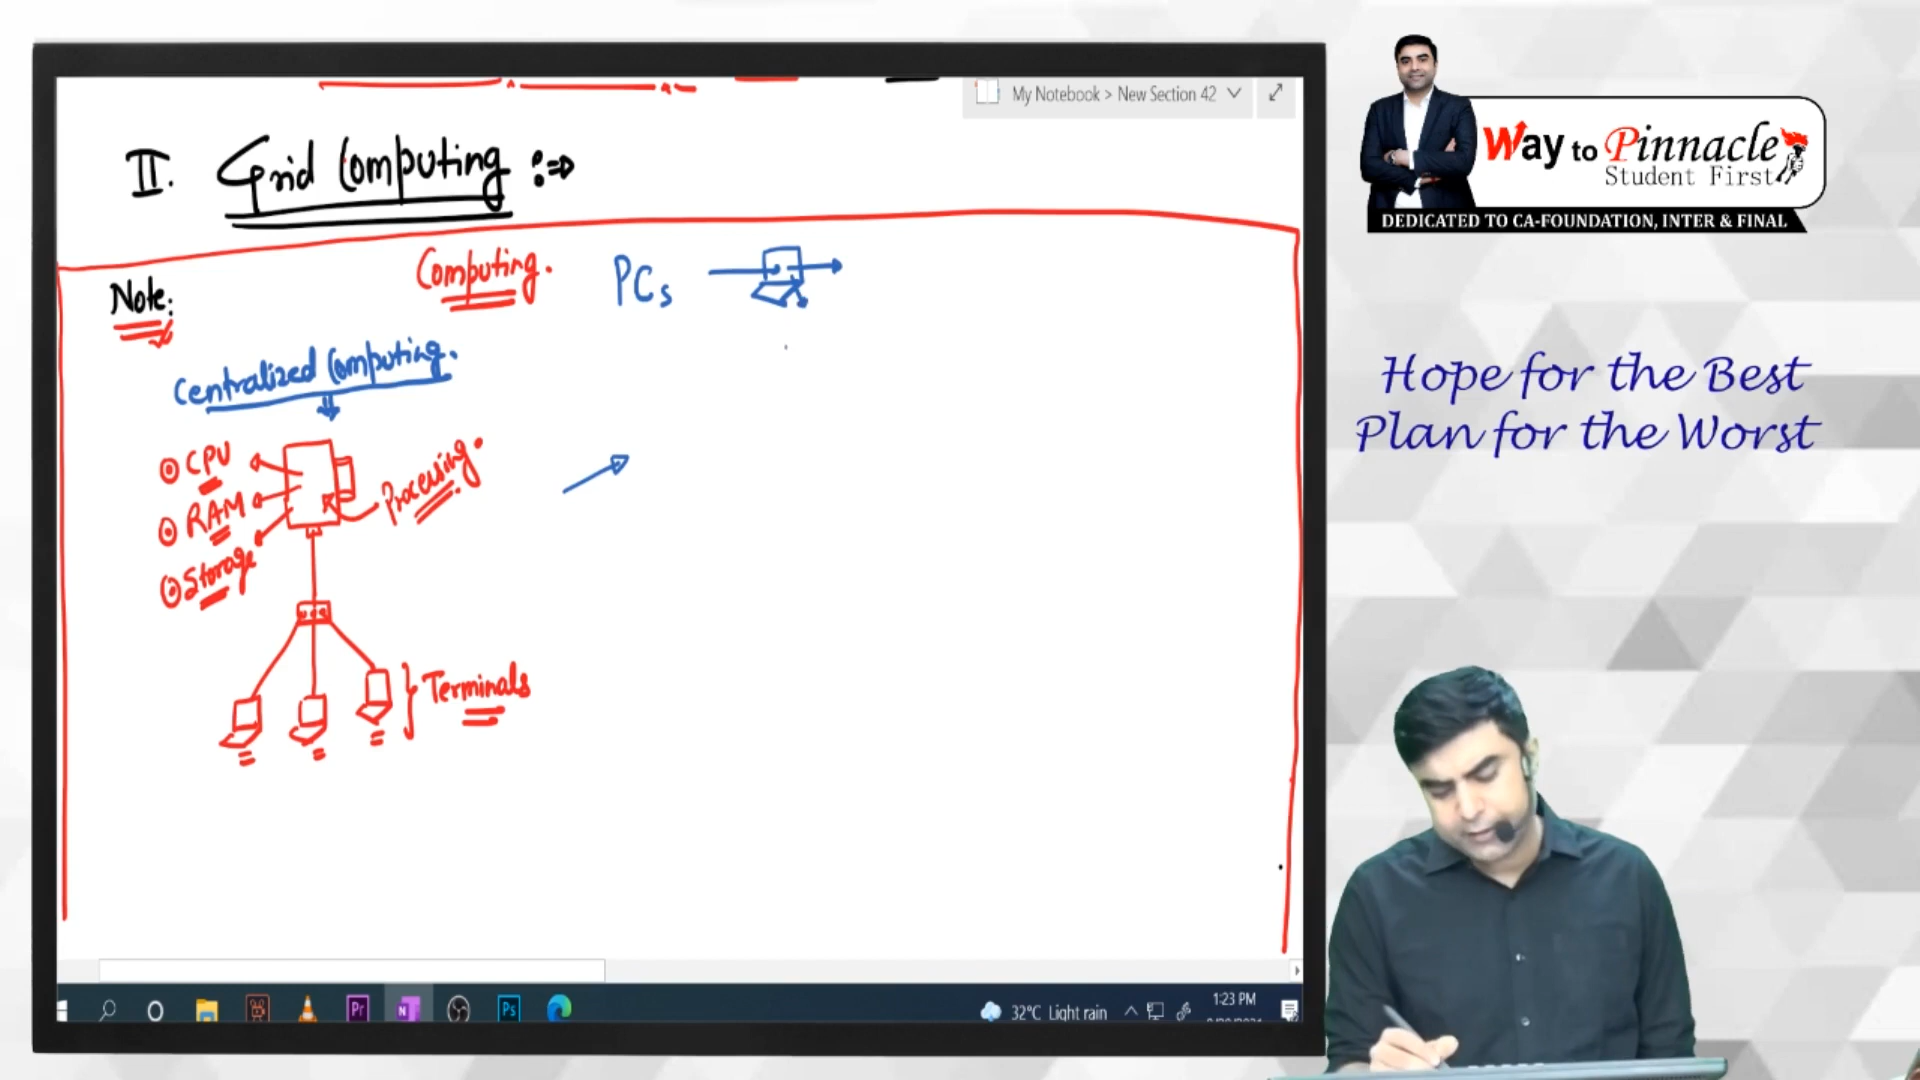 My Notebook > New Section 42
II. Grid Computing :⇒
Note:
Computing.
PCs
Centralized Computing.
CPU
RAM
Storage
Processing.
Terminals
32°C Light rain
1:23 PM
Pr
N
Ps
Way to Pinnacle
Student First
DEDICATED TO CA-FOUNDATION, INTER & FINAL
Hope for the Best
Plan for the Worst